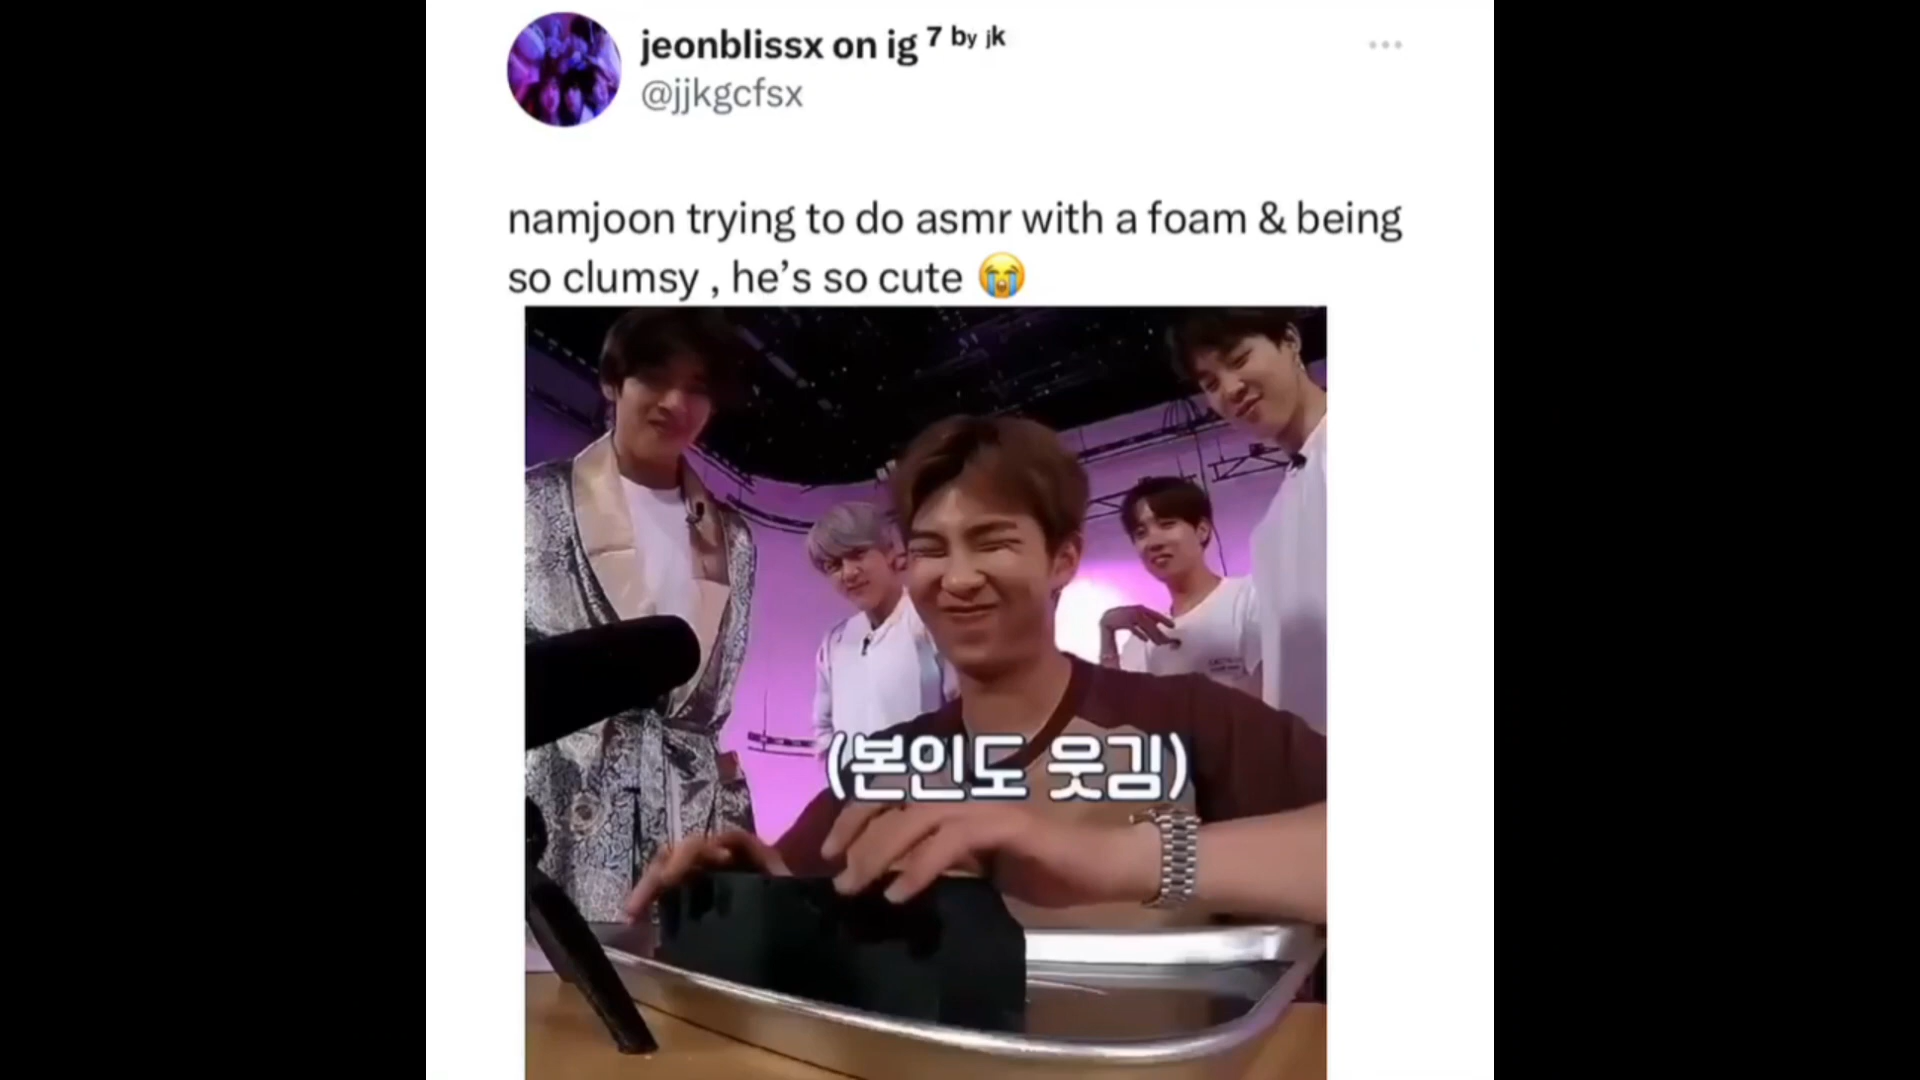 jeonblissx on ig ⁷ ᵇʸ ʲᵏ
@jjkgcfsx
namjoon trying to do asmr with a foam & being
so clumsy , he’s so cute 😭
(본인도 웃김)